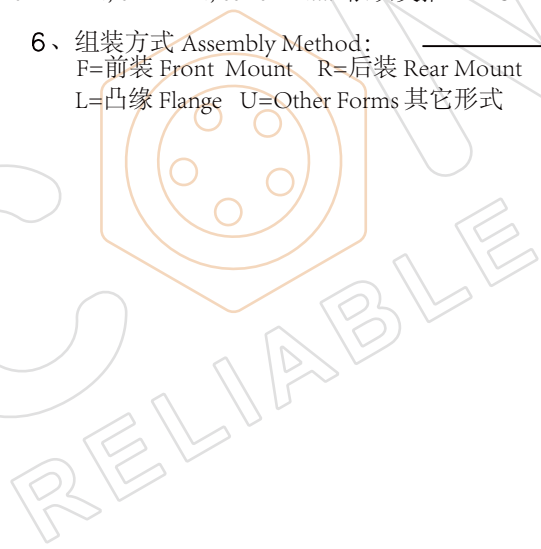 6、组装方式 Assembly Method：
F=前装 Front Mount R=后装 Rear Mount
L=凸缘 Flange U=Other Forms 其它形式
RELIABLE